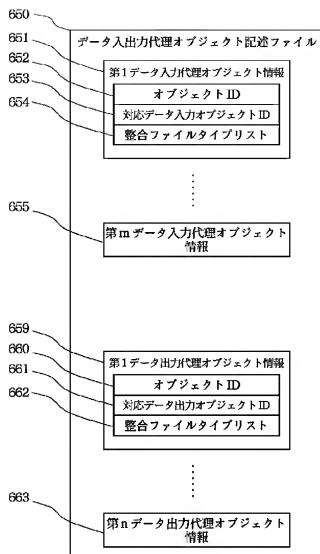 650
データ入出力代理オブジェクト記述ファイル
651
第1データ入力代理オブジェクト情報
652
オブジェクトID
653
対応データ入力オブジェクトID
654
整合ファイルタイプリスト
655
第mデータ入力代理オブジェクト
情報
659
第1データ出力代理オブジェクト情報
660
オブジェクトID
661
対応データ出力オブジェクトID
662
整合ファイルタイプリスト
663
第nデータ出力代理オブジェクト
情報